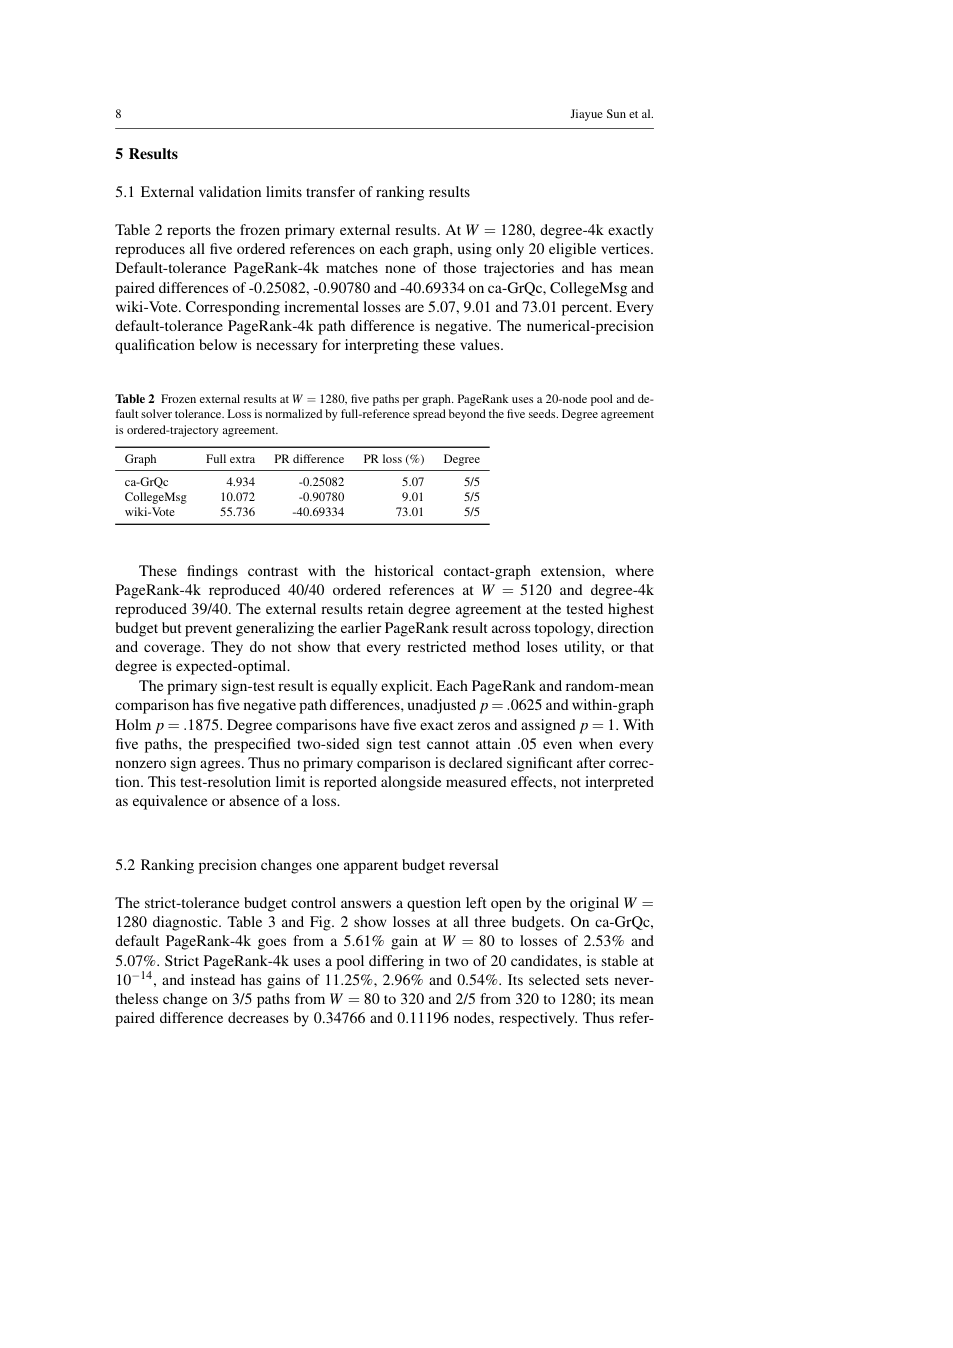 8 Jiayue Sun et al.
5 Results
5.1 External validation limits transfer of ranking results
Table 2 reports the frozen primary external results. At W = 1280, degree-4k exactly
reproduces all five ordered references on each graph, using only 20 eligible vertices.
Default-tolerance PageRank-4k matches none of those trajectories and has mean
paired differences of -0.25082, -0.90780 and -40.69334 on ca-GrQc, CollegeMsg and
wiki-Vote. Corresponding incremental losses are 5.07, 9.01 and 73.01 percent. Every
default-tolerance PageRank-4k path difference is negative. The numerical-precision
qualification below is necessary for interpreting these values.
Table 2 Frozen external results at W = 1280, five paths per graph. PageRank uses a 20-node pool and de-
fault solver tolerance. Loss is normalized by full-reference spread beyond the five seeds. Degree agreement
is ordered-trajectory agreement.
Graph Full extra PR difference PR loss (%) Degree
ca-GrQc 4.934 -0.25082 5.07 5/5
CollegeMsg 10.072 -0.90780 9.01 5/5
wiki-Vote 55.736 -40.69334 73.01 5/5
These findings contrast with the historical contact-graph extension, where
PageRank-4k reproduced 40/40 ordered references at W = 5120 and degree-4k
reproduced 39/40. The external results retain degree agreement at the tested highest
budget but prevent generalizing the earlier PageRank result across topology, direction
and coverage. They do not show that every restricted method loses utility, or that
degree is expected-optimal.
The primary sign-test result is equally explicit. Each PageRank and random-mean
comparison has five negative path differences, unadjusted p = .0625 and within-graph
Holm p = .1875. Degree comparisons have five exact zeros and assigned p = 1. With
five paths, the prespecified two-sided sign test cannot attain .05 even when every
nonzero sign agrees. Thus no primary comparison is declared significant after correc-
tion. This test-resolution limit is reported alongside measured effects, not interpreted
as equivalence or absence of a loss.
5.2 Ranking precision changes one apparent budget reversal
The strict-tolerance budget control answers a question left open by the original W =
1280 diagnostic. Table 3 and Fig. 2 show losses at all three budgets. On ca-GrQc,
default PageRank-4k goes from a 5.61% gain at W = 80 to losses of 2.53% and
5.07%. Strict PageRank-4k uses a pool differing in two of 20 candidates, is stable at
10⁻¹⁴, and instead has gains of 11.25%, 2.96% and 0.54%. Its selected sets never-
theless change on 3/5 paths from W = 80 to 320 and 2/5 from 320 to 1280; its mean
paired difference decreases by 0.34766 and 0.11196 nodes, respectively. Thus refer-